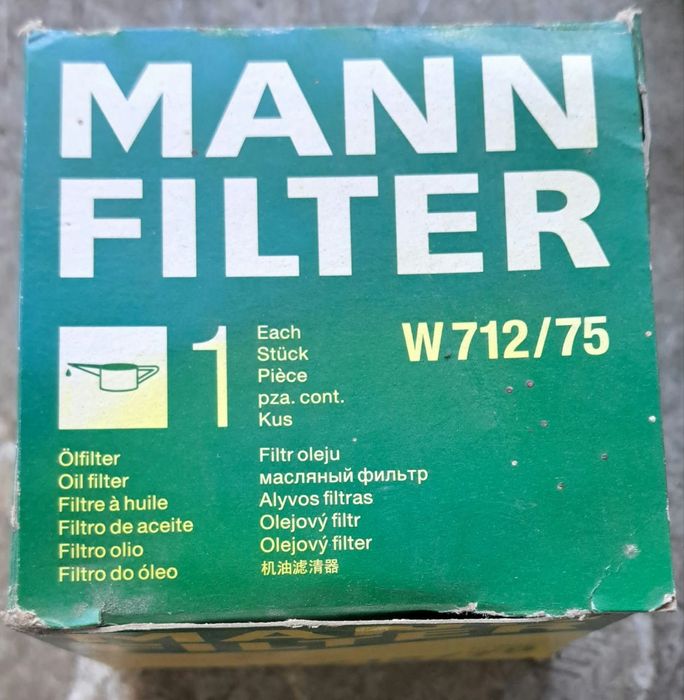 MANN
FILTER
1
Each
Stück
Pièce
pza. cont.
Kus
W 712/75
Ölfilter
Oil filter
Filtre à huile
Filtro de aceite
Filtro olio
Filtro do óleo
Filtr oleju
масляный фильтр
Alyvos filtras
Olejový filtr
Olejový filter
机油滤清器
MANN
FILTER